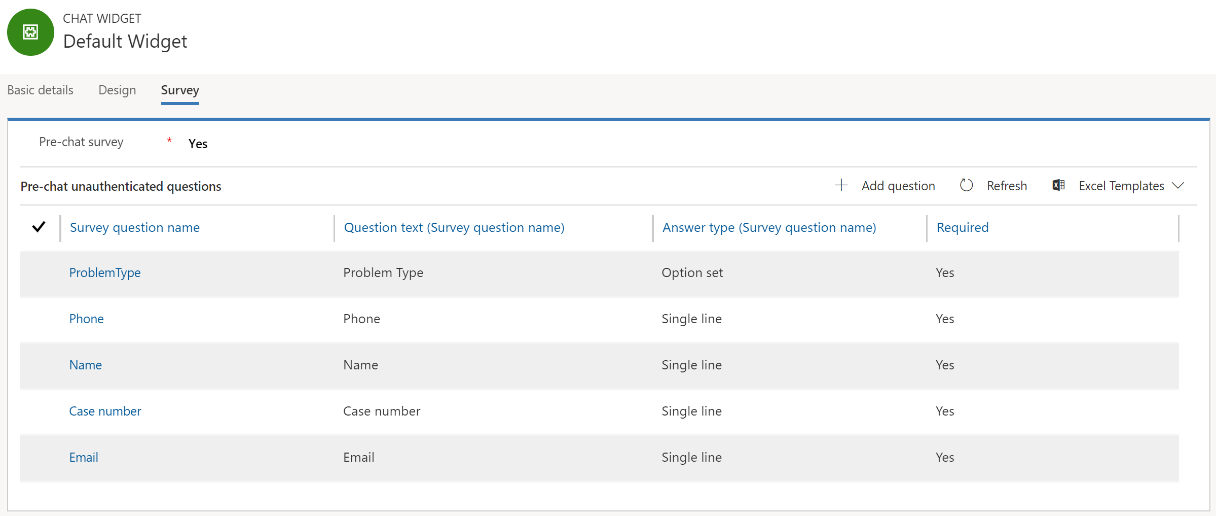 CHAT WIDGET
Default Widget
Basic details Design Survey
Pre-chat survey * Yes
Pre-chat unauthenticated questions Add question Refresh Excel Templates
Survey question name Question text (Survey question name) Answer type (Survey question name) Required
ProblemType Problem Type Option set Yes
Phone Phone Single line Yes
Name Name Single line Yes
Case number Case number Single line Yes
Email Email Single line Yes